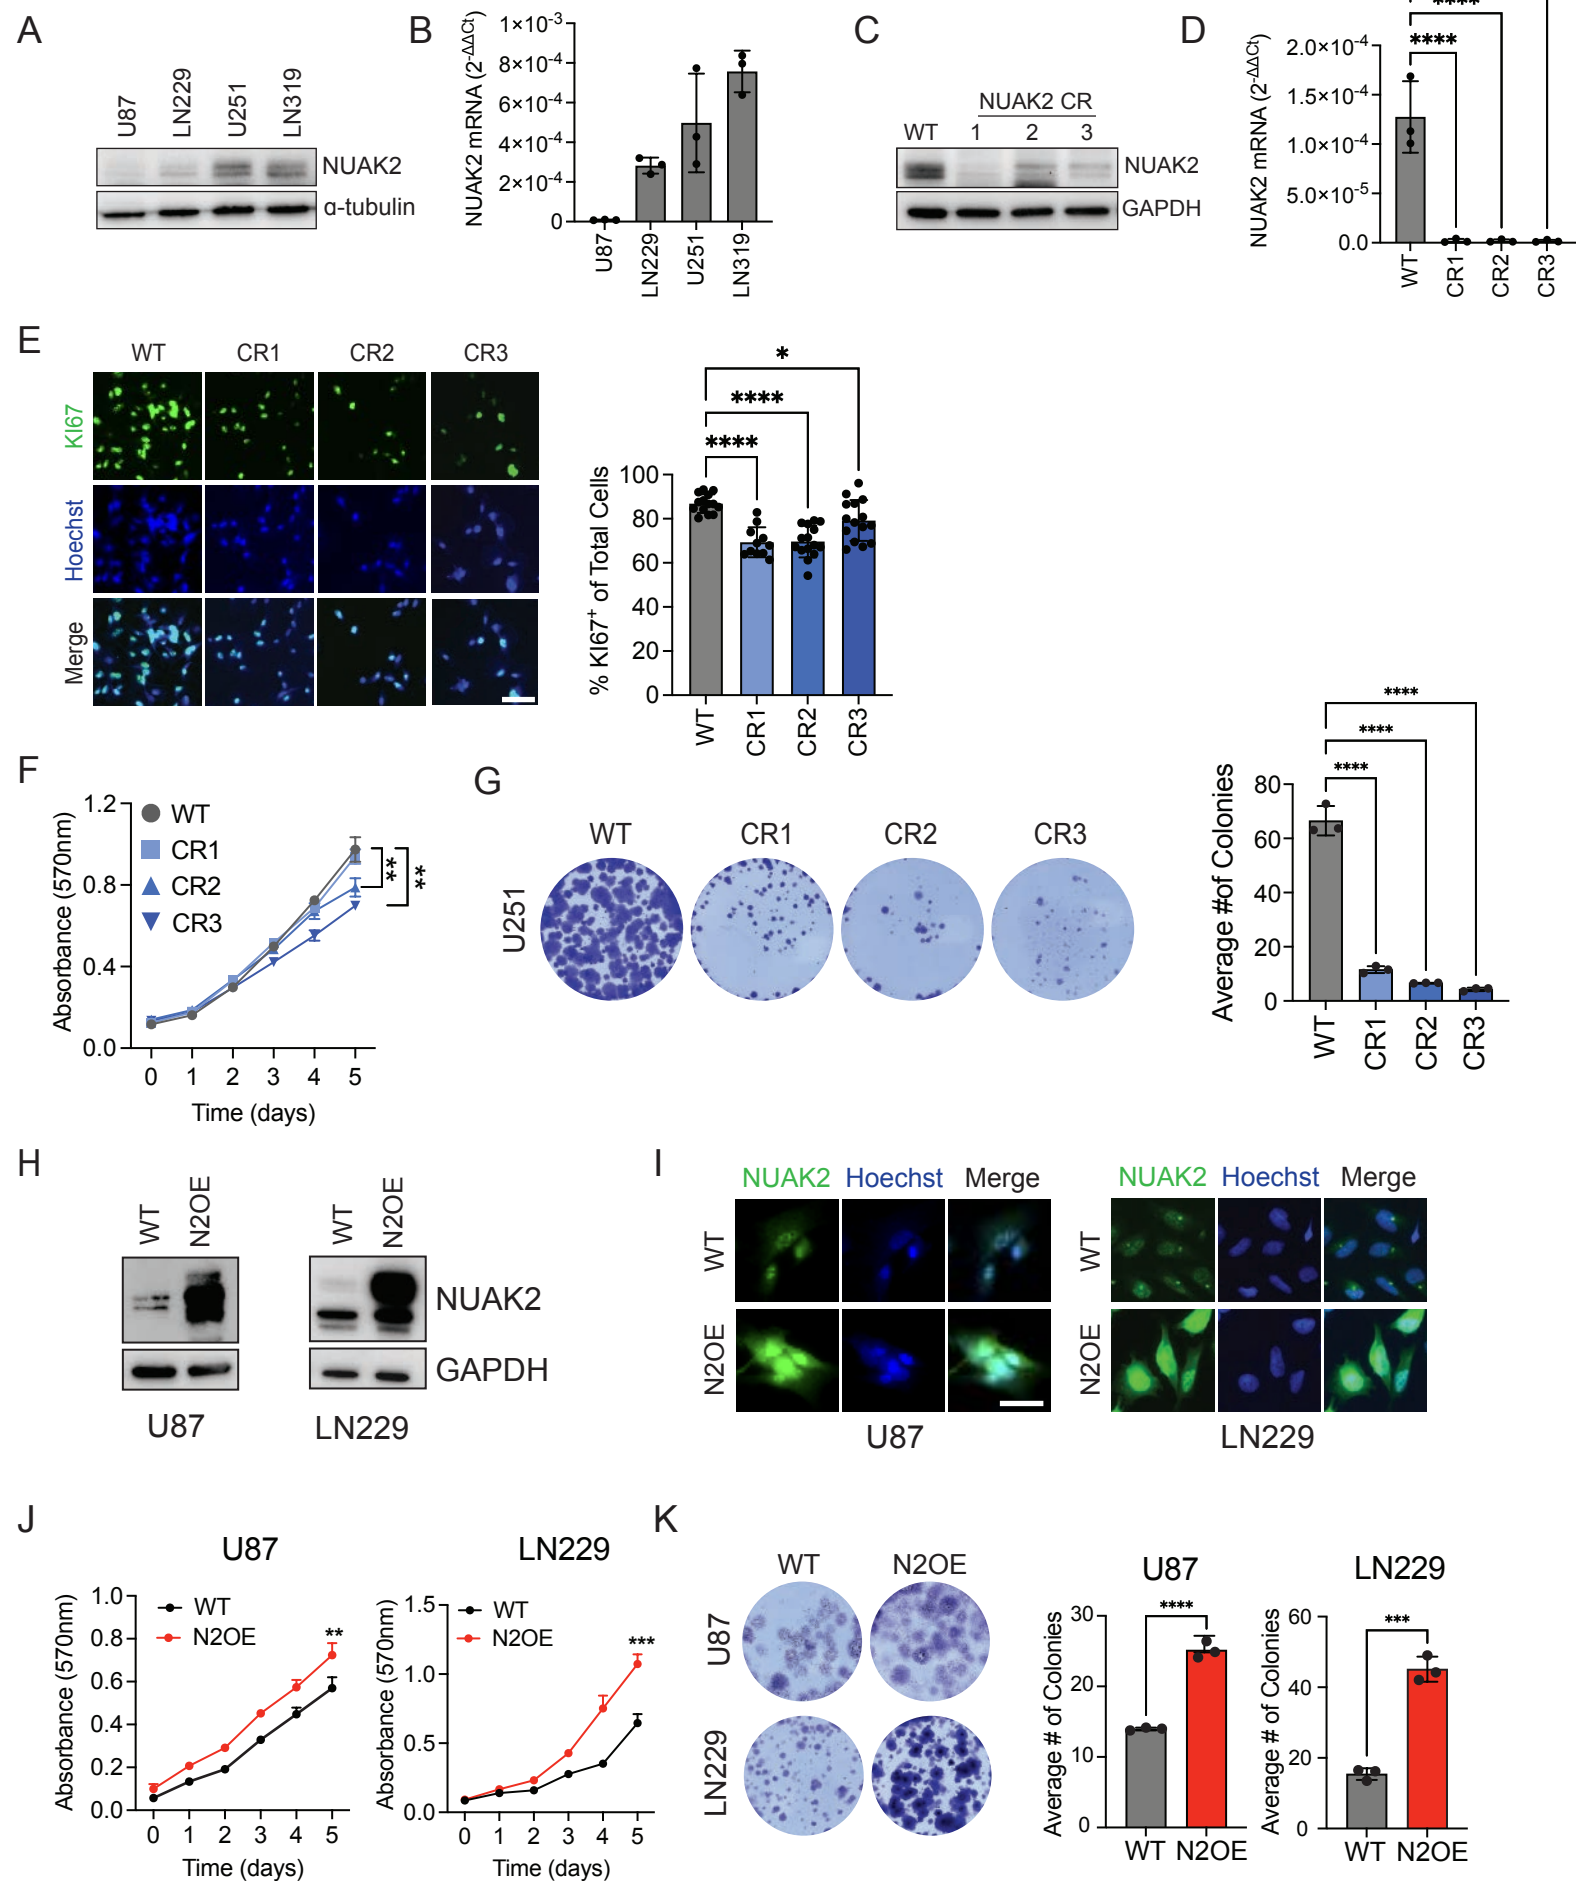 A
U87
LN229
U251
LN319
NUAK2
α-tubulin
B
NUAK2 mRNA (2-ΔΔCt)
1×10-3
8×10-4
6×10-4
4×10-4
2×10-4
0
U87
LN229
U251
LN319
C
NUAK2 CR
WT 1 2 3
NUAK2
GAPDH
D
NUAK2 mRNA (2-ΔΔCt)
****
****
2.0×10-4
1.5×10-4
1.0×10-4
5.0×10-5
0.0
WT
CR1
CR2
CR3
E
WT CR1 CR2 CR3
KI67
Hoechst
Merge
% KI67+ of Total Cells
*
****
****
100
80
60
40
20
0
WT
CR1
CR2
CR3
F
Absorbance (570nm)
1.2
0.8
0.4
0.0
WT
CR1
CR2
CR3
**
**
0 1 2 3 4 5
Time (days)
G
WT CR1 CR2 CR3
U251
Average #of Colonies
****
****
****
80
60
40
20
0
WT
CR1
CR2
CR3
H
WT
N2OE
WT
N2OE
NUAK2
GAPDH
U87
LN229
I
NUAK2 Hoechst Merge
WT
N2OE
U87
NUAK2 Hoechst Merge
WT
N2OE
LN229
J
U87
Absorbance (570nm)
1.0
0.8
0.6
0.4
0.2
0.0
WT
N2OE
**
0 1 2 3 4 5
Time (days)
LN229
Absorbance (570nm)
1.5
1.0
0.5
0.0
WT
N2OE
***
0 1 2 3 4 5
Time (days)
K
WT N2OE
U87
LN229
U87
Average # of Colonies
****
30
20
10
0
WT N2OE
LN229
Average # of Colonies
***
60
40
20
0
WT N2OE